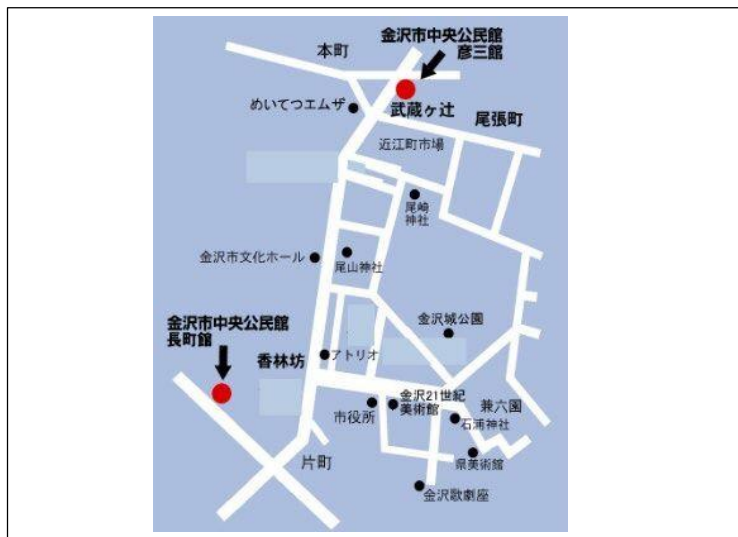 金沢市中央公民館
彦三館
本町
めいてつエムザ
武蔵ヶ辻
尾張町
近江町市場
尾崎
神社
金沢市文化ホール
尾山神社
金沢市中央公民館
長町館
金沢城公園
香林坊
アトリオ
金沢21世紀
美術館
兼六園
市役所
石浦神社
片町
県美術館
金沢歌劇座